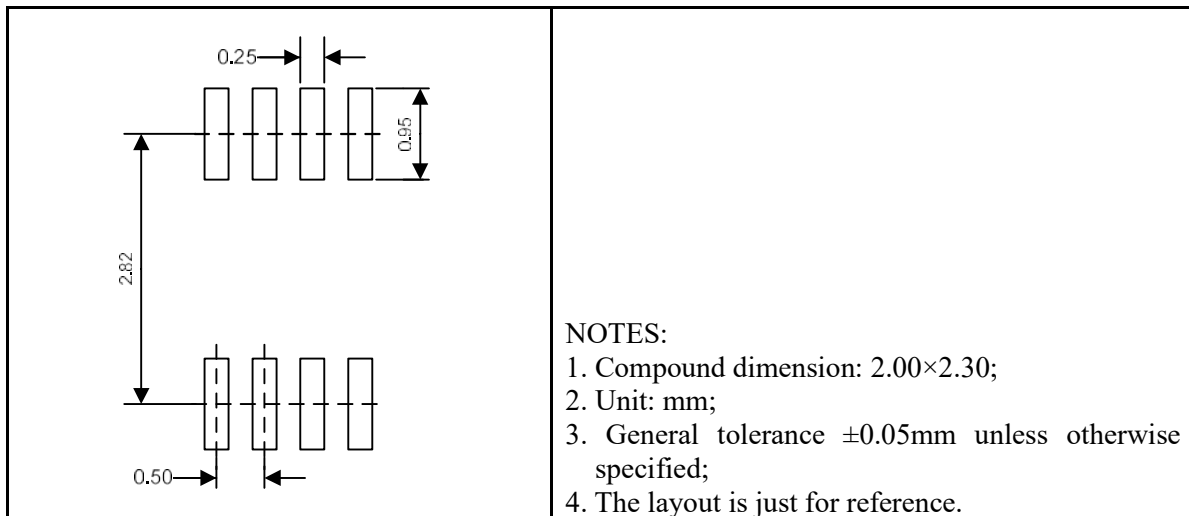 0.25
0.95
2.82
0.50
NOTES:
1. Compound dimension: 2.00×2.30;
2. Unit: mm;
3. General tolerance ±0.05mm unless otherwise
specified;
4. The layout is just for reference.